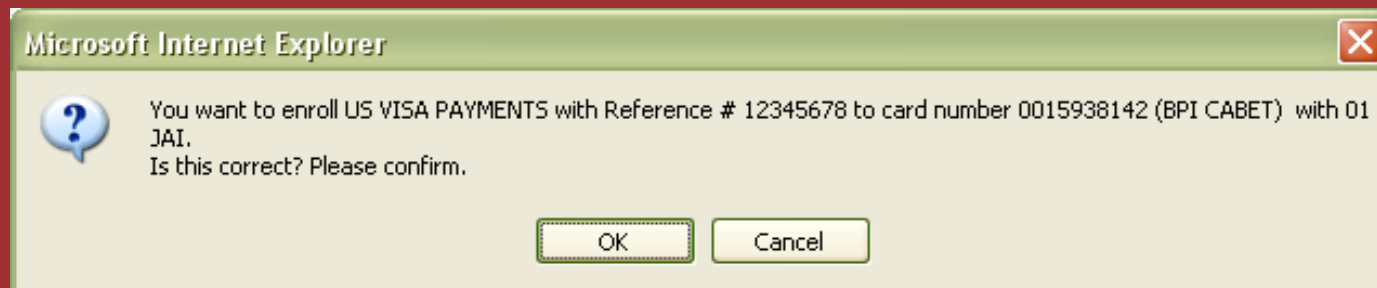 Microsoft Internet Explorer
You want to enroll US VISA PAYMENTS with Reference # 12345678 to card number 0015938142 (BPI CABET) with 01
JAI.
Is this correct? Please confirm.
OK Cancel